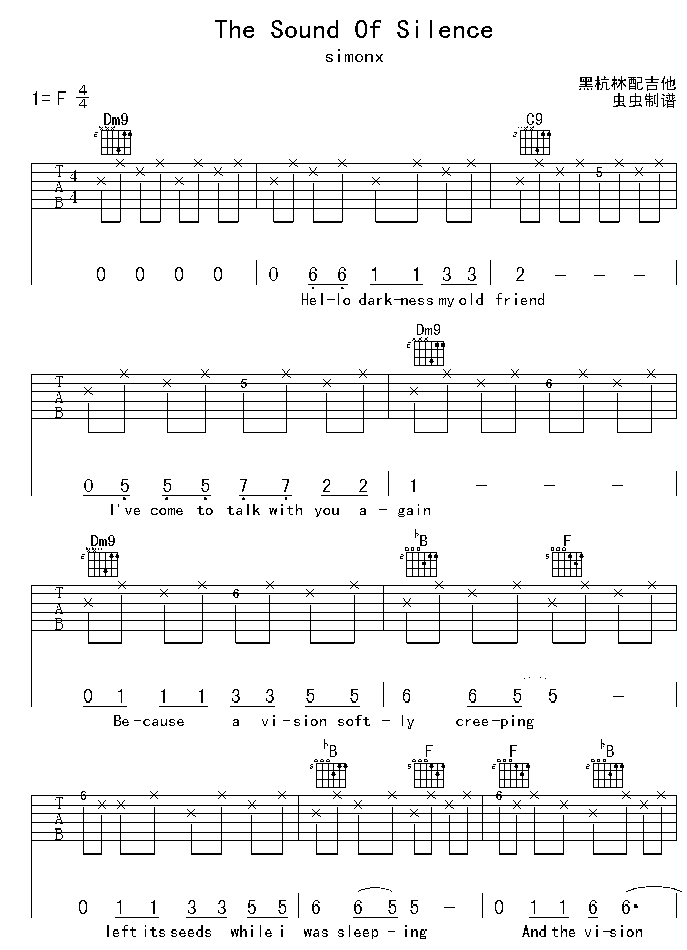 The Sound Of Silence
simonx
1= F 4/4
黑杭林配吉他
虫虫制谱
Dm9 C9
T A B 4 4 5
0 0 0 0 0 6 6 1 1 3 3 2 − − −
Hel-lo dark-ness my old friend
Dm9
T A B 5 6
0 5 5 5 7 7 2 2 1 − − −
I've come to talk with you a- gain
Dm9 ♭B F
T A B 6
0 1 1 1 3 3 5 5 6 6 5 5 −
Be-cause a vi-sion soft-ly cree-ping
♭B F F ♭B
T A B 6 6
0 1 1 3 3 5 5 6 6 5 5 − 0 1 1 6 6·
left its seeds while i was sleep-ing And the vi-sion